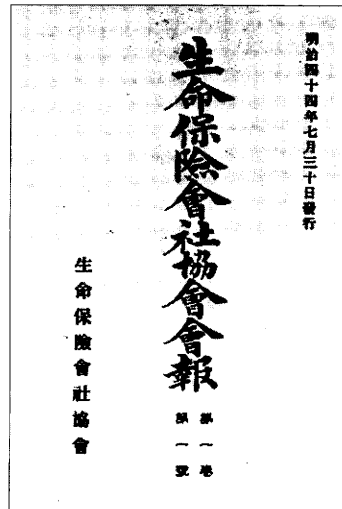 明治四十四年七月三十日發行
生命保險會社協會會報
第一卷
第一號
生命保險會社協會